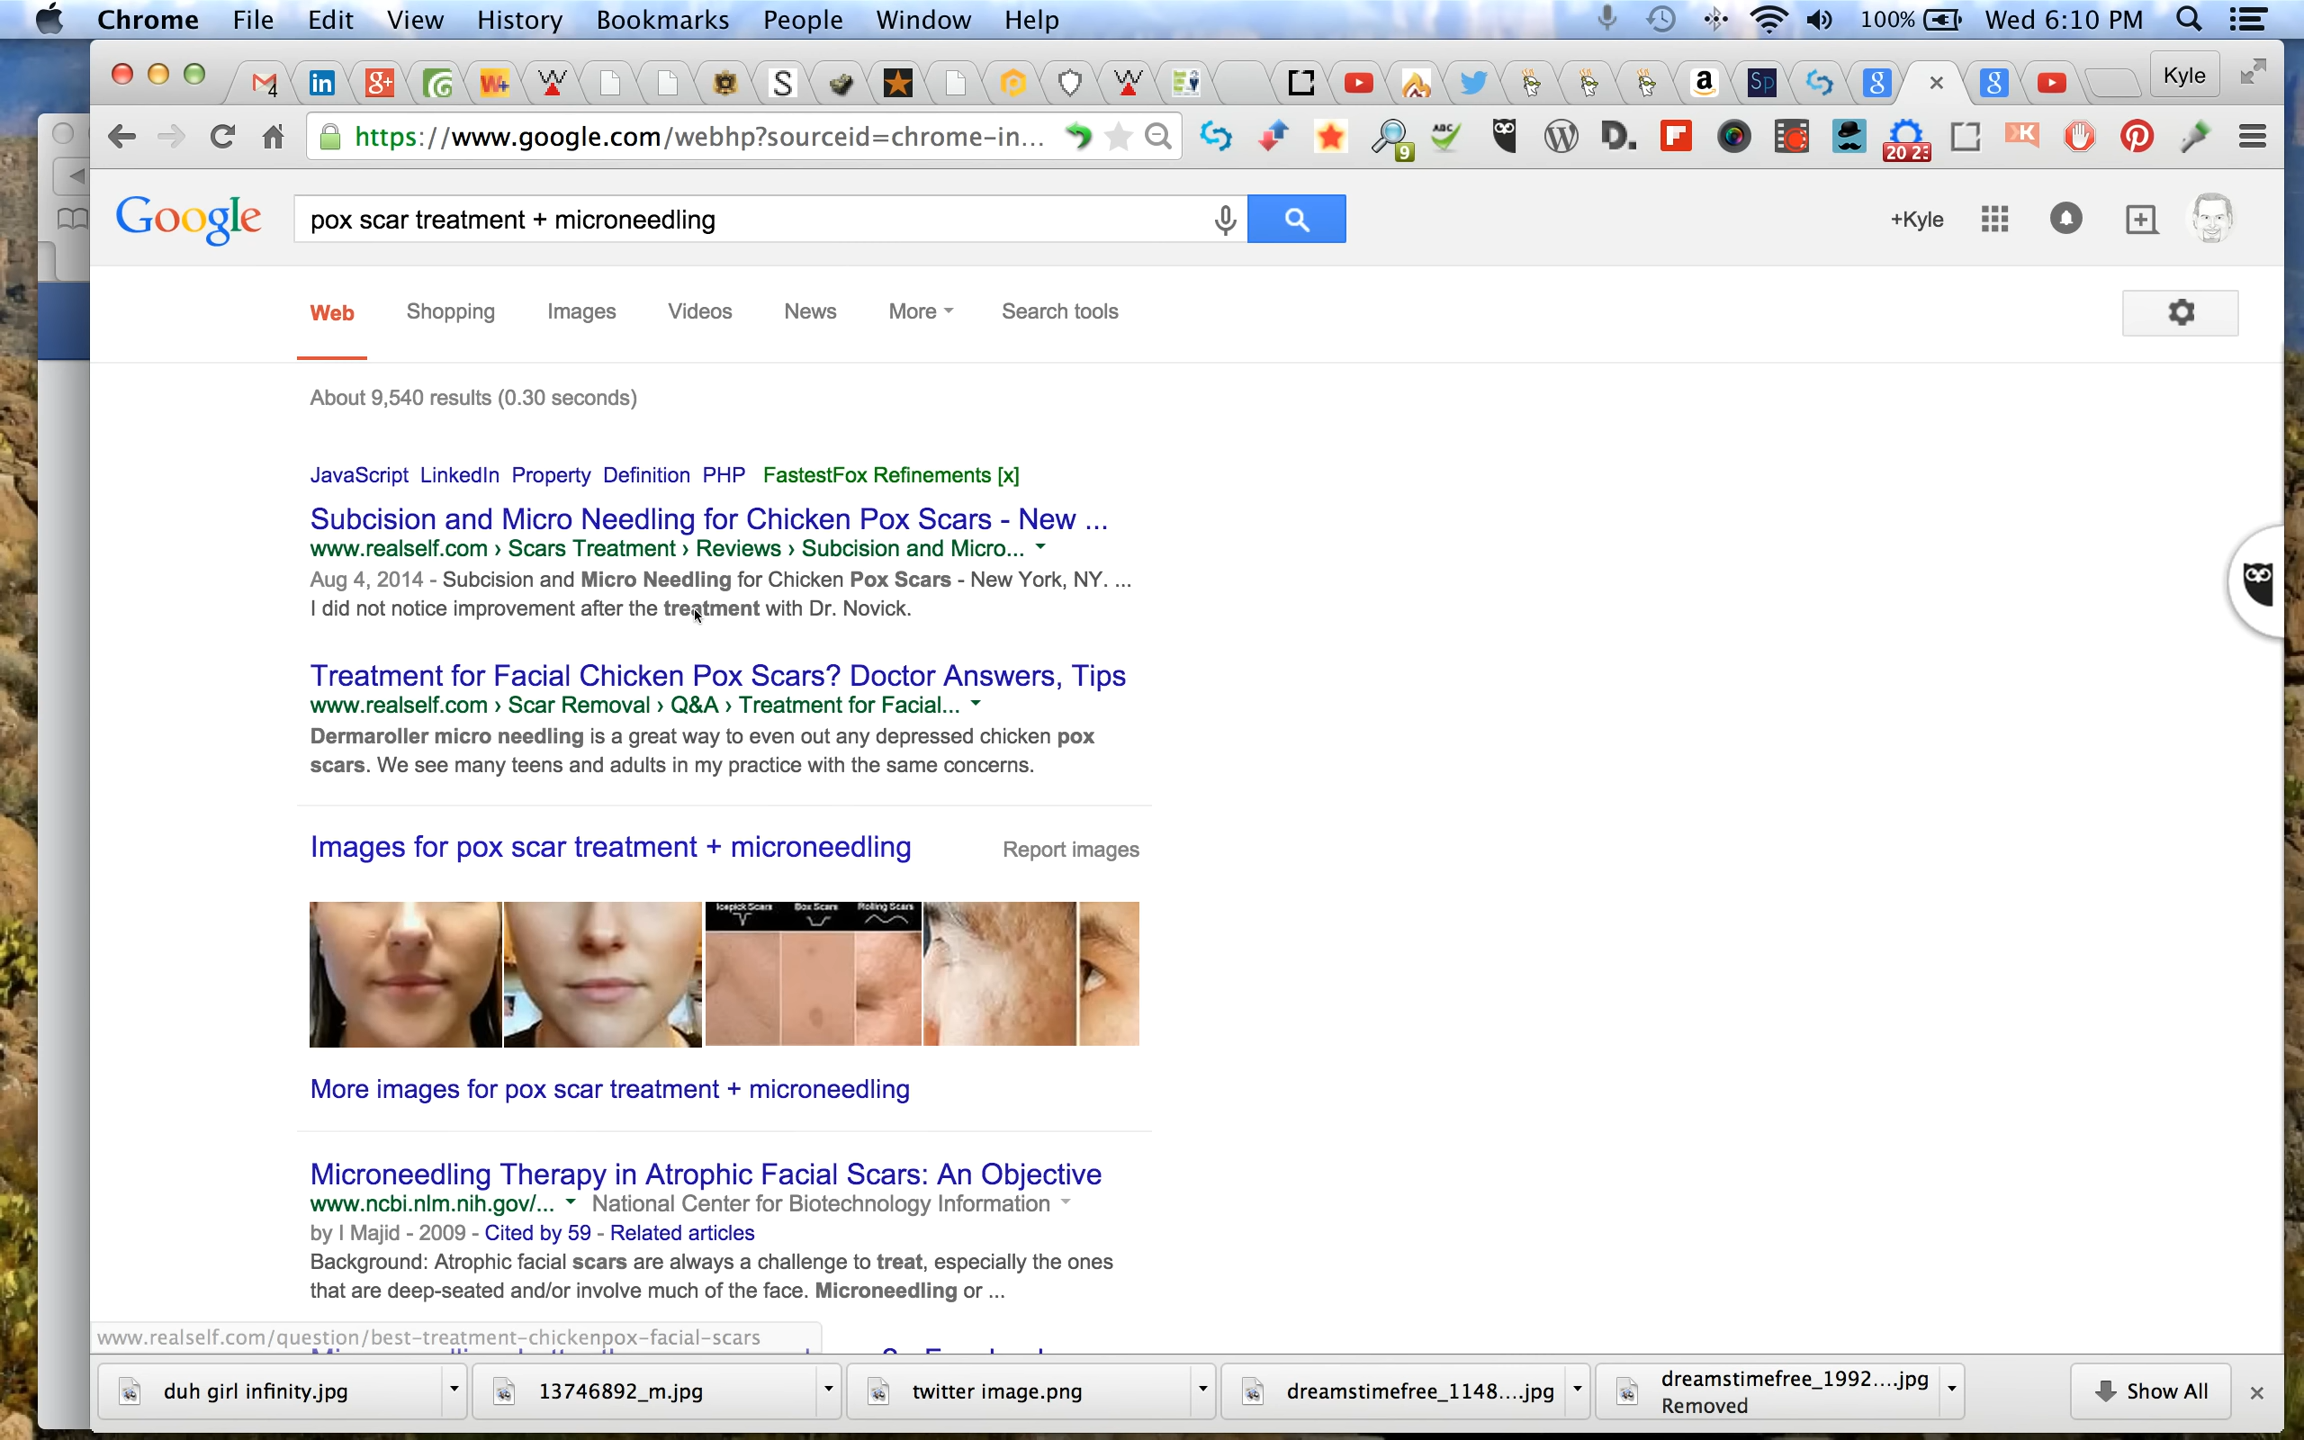 Chrome File Edit View History Bookmarks People Window Help 100% Wed 6:10 PM
4 in g+ W+ S a Sp g g Kyle
https://www.google.com/webhp?sourceid=chrome-in... 9 ABC D. K 20 23
Google pox scar treatment + microneedling +Kyle
Web Shopping Images Videos News More Search tools
About 9,540 results (0.30 seconds)
JavaScript LinkedIn Property Definition PHP FastestFox Refinements [x]
Subcision and Micro Needling for Chicken Pox Scars - New ...
www.realself.com › Scars Treatment › Reviews › Subcision and Micro...
Aug 4, 2014 - Subcision and Micro Needling for Chicken Pox Scars - New York, NY. ...
I did not notice improvement after the treatment with Dr. Novick.
Treatment for Facial Chicken Pox Scars? Doctor Answers, Tips
www.realself.com › Scar Removal › Q&A › Treatment for Facial...
Dermaroller micro needling is a great way to even out any depressed chicken pox
scars. We see many teens and adults in my practice with the same concerns.
Images for pox scar treatment + microneedling Report images
Icepick Scars Box Scars Rolling Scars
More images for pox scar treatment + microneedling
Microneedling Therapy in Atrophic Facial Scars: An Objective
www.ncbi.nlm.nih.gov/... National Center for Biotechnology Information
by I Majid - 2009 - Cited by 59 - Related articles
Background: Atrophic facial scars are always a challenge to treat, especially the ones
that are deep-seated and/or involve much of the face. Microneedling or ...
www.realself.com/question/best-treatment-chickenpox-facial-scars
duh girl infinity.jpg 13746892_m.jpg twitter image.png dreamstimefree_1148....jpg dreamstimefree_1992....jpg Show All
Removed